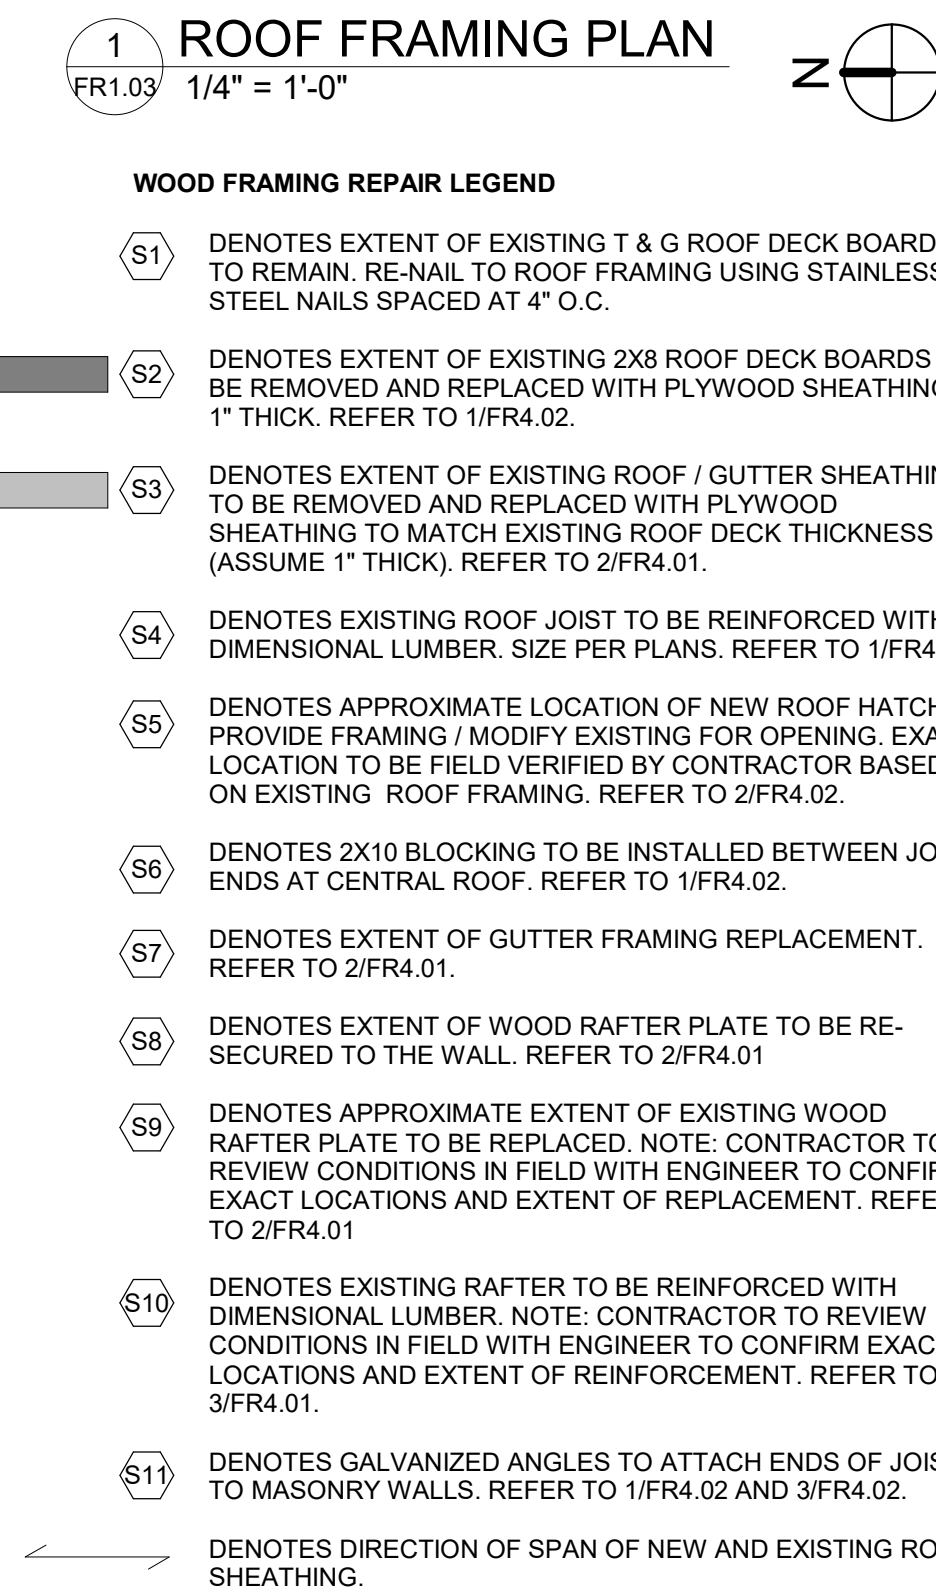 1 ROOF FRAMING PLAN
FR1.03 1/4" = 1'-0"
Z
WOOD FRAMING REPAIR LEGEND
S1 DENOTES EXTENT OF EXISTING T & G ROOF DECK BOARD
TO REMAIN. RE-NAIL TO ROOF FRAMING USING STAINLESS
STEEL NAILS SPACED AT 4" O.C.
S2 DENOTES EXTENT OF EXISTING 2X8 ROOF DECK BOARDS
BE REMOVED AND REPLACED WITH PLYWOOD SHEATHING
1" THICK. REFER TO 1/FR4.02.
S3 DENOTES EXTENT OF EXISTING ROOF / GUTTER SHEATHIN
TO BE REMOVED AND REPLACED WITH PLYWOOD
SHEATHING TO MATCH EXISTING ROOF DECK THICKNESS
(ASSUME 1" THICK). REFER TO 2/FR4.01.
S4 DENOTES EXISTING ROOF JOIST TO BE REINFORCED WITH
DIMENSIONAL LUMBER. SIZE PER PLANS. REFER TO 1/FR4
S5 DENOTES APPROXIMATE LOCATION OF NEW ROOF HATCH
PROVIDE FRAMING / MODIFY EXISTING FOR OPENING. EXA
LOCATION TO BE FIELD VERIFIED BY CONTRACTOR BASED
ON EXISTING ROOF FRAMING. REFER TO 2/FR4.02.
S6 DENOTES 2X10 BLOCKING TO BE INSTALLED BETWEEN JO
ENDS AT CENTRAL ROOF. REFER TO 1/FR4.02.
S7 DENOTES EXTENT OF GUTTER FRAMING REPLACEMENT.
REFER TO 2/FR4.01.
S8 DENOTES EXTENT OF WOOD RAFTER PLATE TO BE RE-
SECURED TO THE WALL. REFER TO 2/FR4.01
S9 DENOTES APPROXIMATE EXTENT OF EXISTING WOOD
RAFTER PLATE TO BE REPLACED. NOTE: CONTRACTOR TO
REVIEW CONDITIONS IN FIELD WITH ENGINEER TO CONFIR
EXACT LOCATIONS AND EXTENT OF REPLACEMENT. REFE
TO 2/FR4.01
S10 DENOTES EXISTING RAFTER TO BE REINFORCED WITH
DIMENSIONAL LUMBER. NOTE: CONTRACTOR TO REVIEW
CONDITIONS IN FIELD WITH ENGINEER TO CONFIRM EXAC
LOCATIONS AND EXTENT OF REINFORCEMENT. REFER TO
3/FR4.01.
S11 DENOTES GALVANIZED ANGLES TO ATTACH ENDS OF JOIS
TO MASONRY WALLS. REFER TO 1/FR4.02 AND 3/FR4.02.
DENOTES DIRECTION OF SPAN OF NEW AND EXISTING RO
SHEATHING.